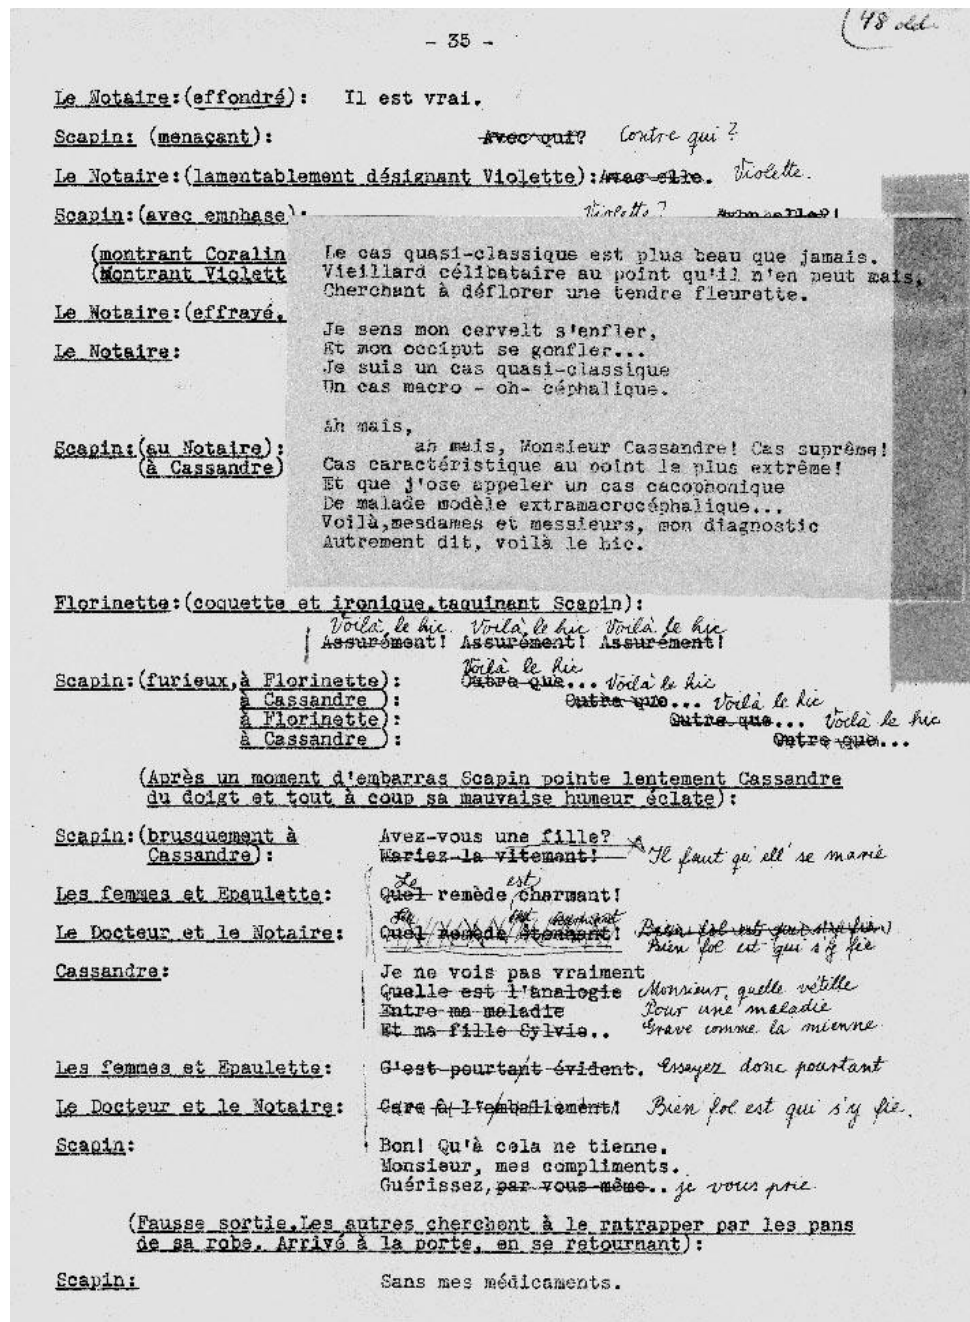 48 old
- 35 -
Le Notaire:(effondré): Il est vrai.
Scapin: (menaçant): Avec qui? Contre qui?
Le Notaire:(lamentablement désignant Violette):Avec elle. Violette.
Scapin:(avec emphase): Violette?
(montrant Coralin
(Montrant Violett
Le Notaire:(effrayé.
Le Notaire:
Scapin:(au Notaire):
(à Cassandre)
Le cas quasi-classique est plus beau que jamais.
Vieillard célibataire au point qu'il n'en peut mais,
Cherchant à déflorer une tendre fleurette.
Je sens mon cervelt s'enfler,
Et mon occiput se gonfler...
Je suis un cas quasi-classique
Un cas macro - oh- céphalique.
Ah mais,
ah mais, Monsieur Cassandre! Cas suprême!
Cas caractéristique au point le plus extrême!
Et que j'ose appeler un cas cacophonique
De malade modèle extramacrocéphalique...
Voilà,mesdames et messieurs, mon diagnostic
Autrement dit, voilà le hic.
Florinette:(coquette et ironique,taquinant Scapin):
Voilà le hic. Voilà le hic Voilà le hic
Assurément! Assurément! Assurément!
Voilà le hic
Scapin:(furieux,à Florinette): Outre que... Voilà le hic
à Cassandre ): Outre que... Voilà le hic
à Florinette): Outre que... Voilà le hic
à Cassandre ): Outre que...
(Après un moment d'embarras Scapin pointe lentement Cassandre
du doigt et tout à coup sa mauvaise humeur éclate):
Scapin:(brusquement à Avez-vous une fille?
Cassandre): Mariez-la vitement! Il faut qu'ell' se marie
Le est
Les femmes et Epaulette: Quel remède charmant!
Le est
Le Docteur et le Notaire: Quel remède étonnant! Bien fol est qui s'y fie
Bien fol est qui s'y fie
Cassandre: Je ne vois pas vraiment
Quelle est l'analogie Monsieur, quelle vétille
Entre ma maladie Pour une maladie
Et ma fille Sylvie.. Grave comme la mienne
Les femmes et Epaulette: C'est pourtant évident. Essayez donc pourtant
Le Docteur et le Notaire: Gare à l'emballement! Bien fol est qui s'y fie.
Scapin: Bon! Qu'à cela ne tienne.
Monsieur, mes compliments.
Guérissez, par vous-même.. je vous prie
(Fausse sortie.Les autres cherchent à le ratrapper par les pans
de sa robe. Arrivé à la porte, en se retournant):
Scapin: Sans mes médicaments.